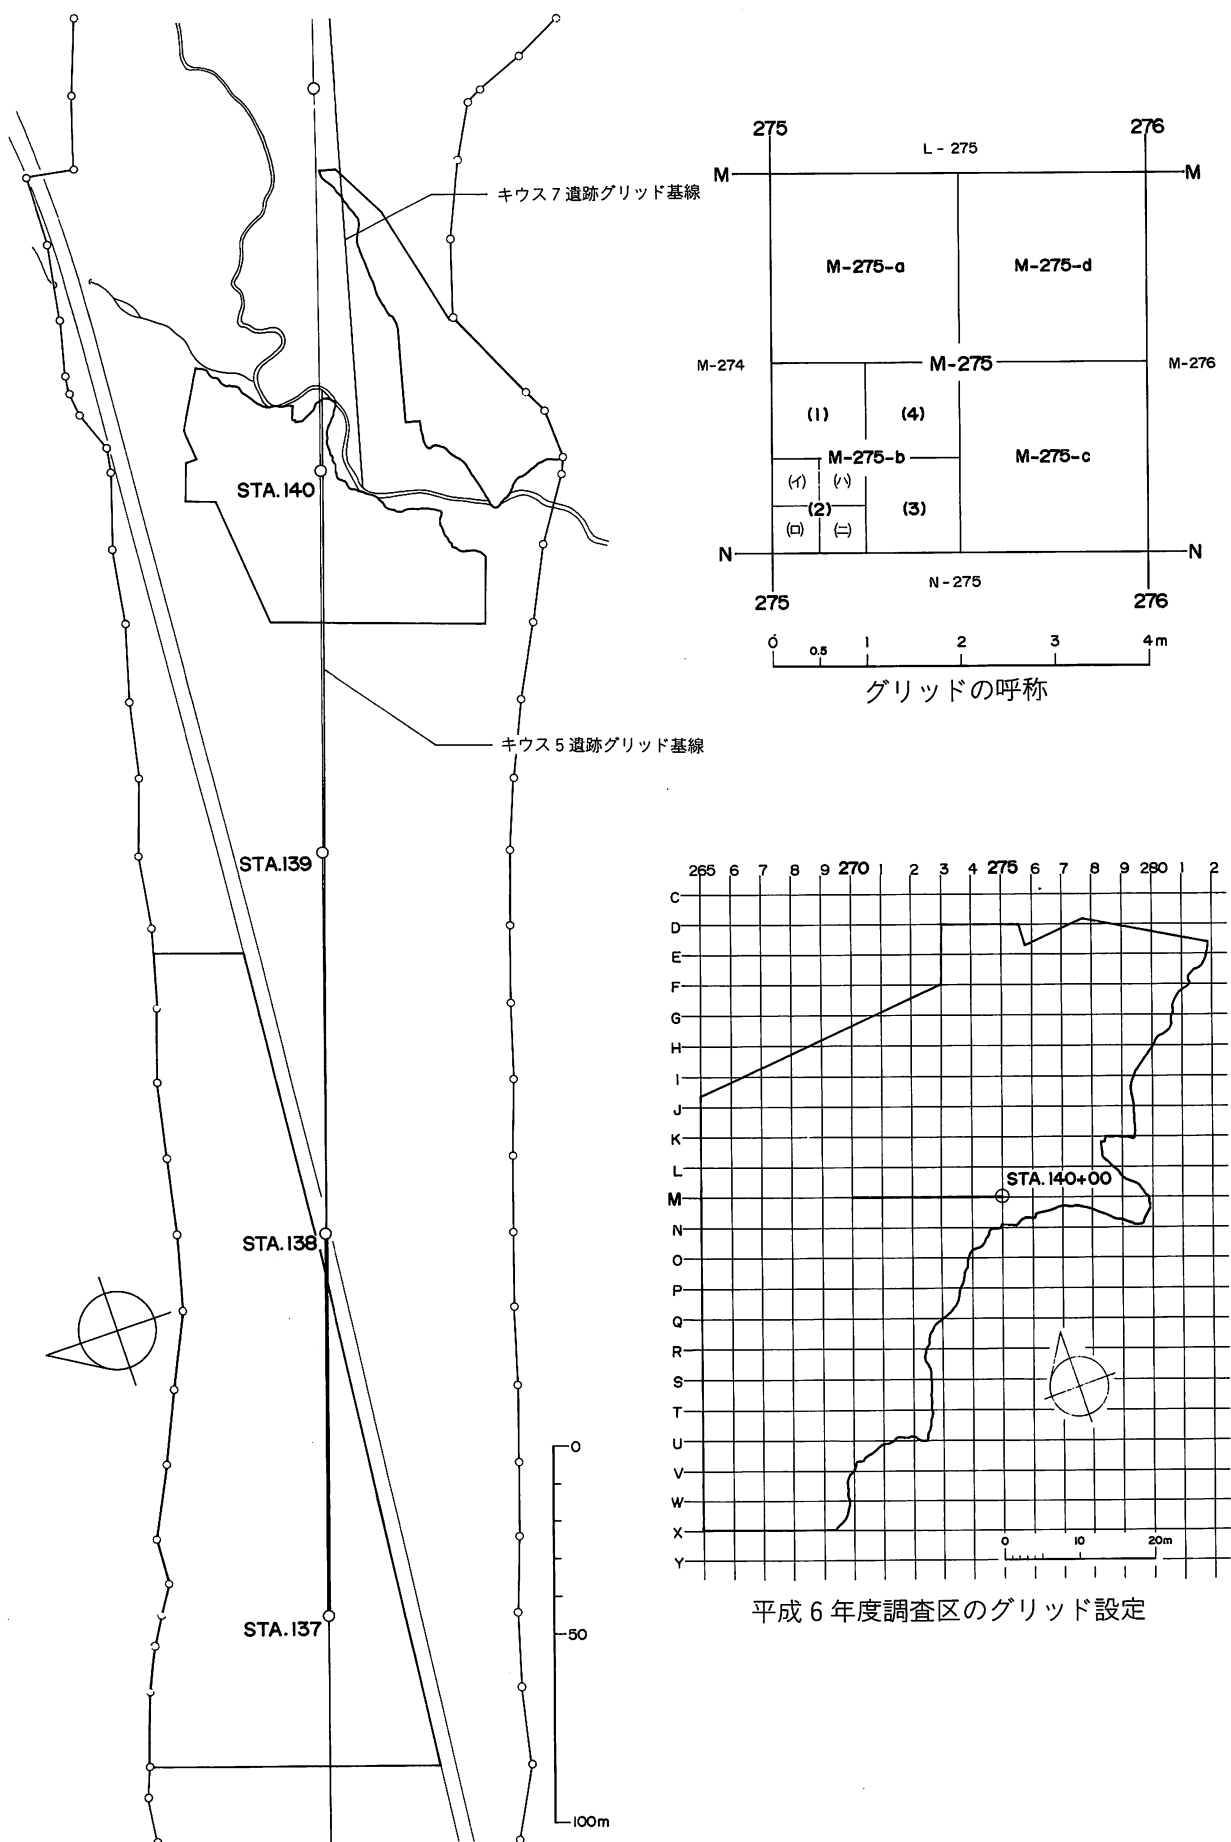 キウス7遺跡グリッド基線
STA.140
キウス5遺跡グリッド基線
STA.139
STA.138
STA.137
0
50
100m
275 276
L-275
M M
M-275-a M-275-d
M-274 M-275 M-276
(1) (4)
M-275-b M-275-c
(イ) (ハ)
(2) (3)
(ロ) (ニ)
N N
N-275
275 276
0 0.5 1 2 3 4m
グリッドの呼称
265 6 7 8 9 270 1 2 3 4 275 6 7 8 9 280 1 2
C
D
E
F
G
H
I
J
K
L
STA.140+00
M
N
O
P
Q
R
S
T
U
V
W
X
0 10 20m
Y
平成6年度調査区のグリッド設定